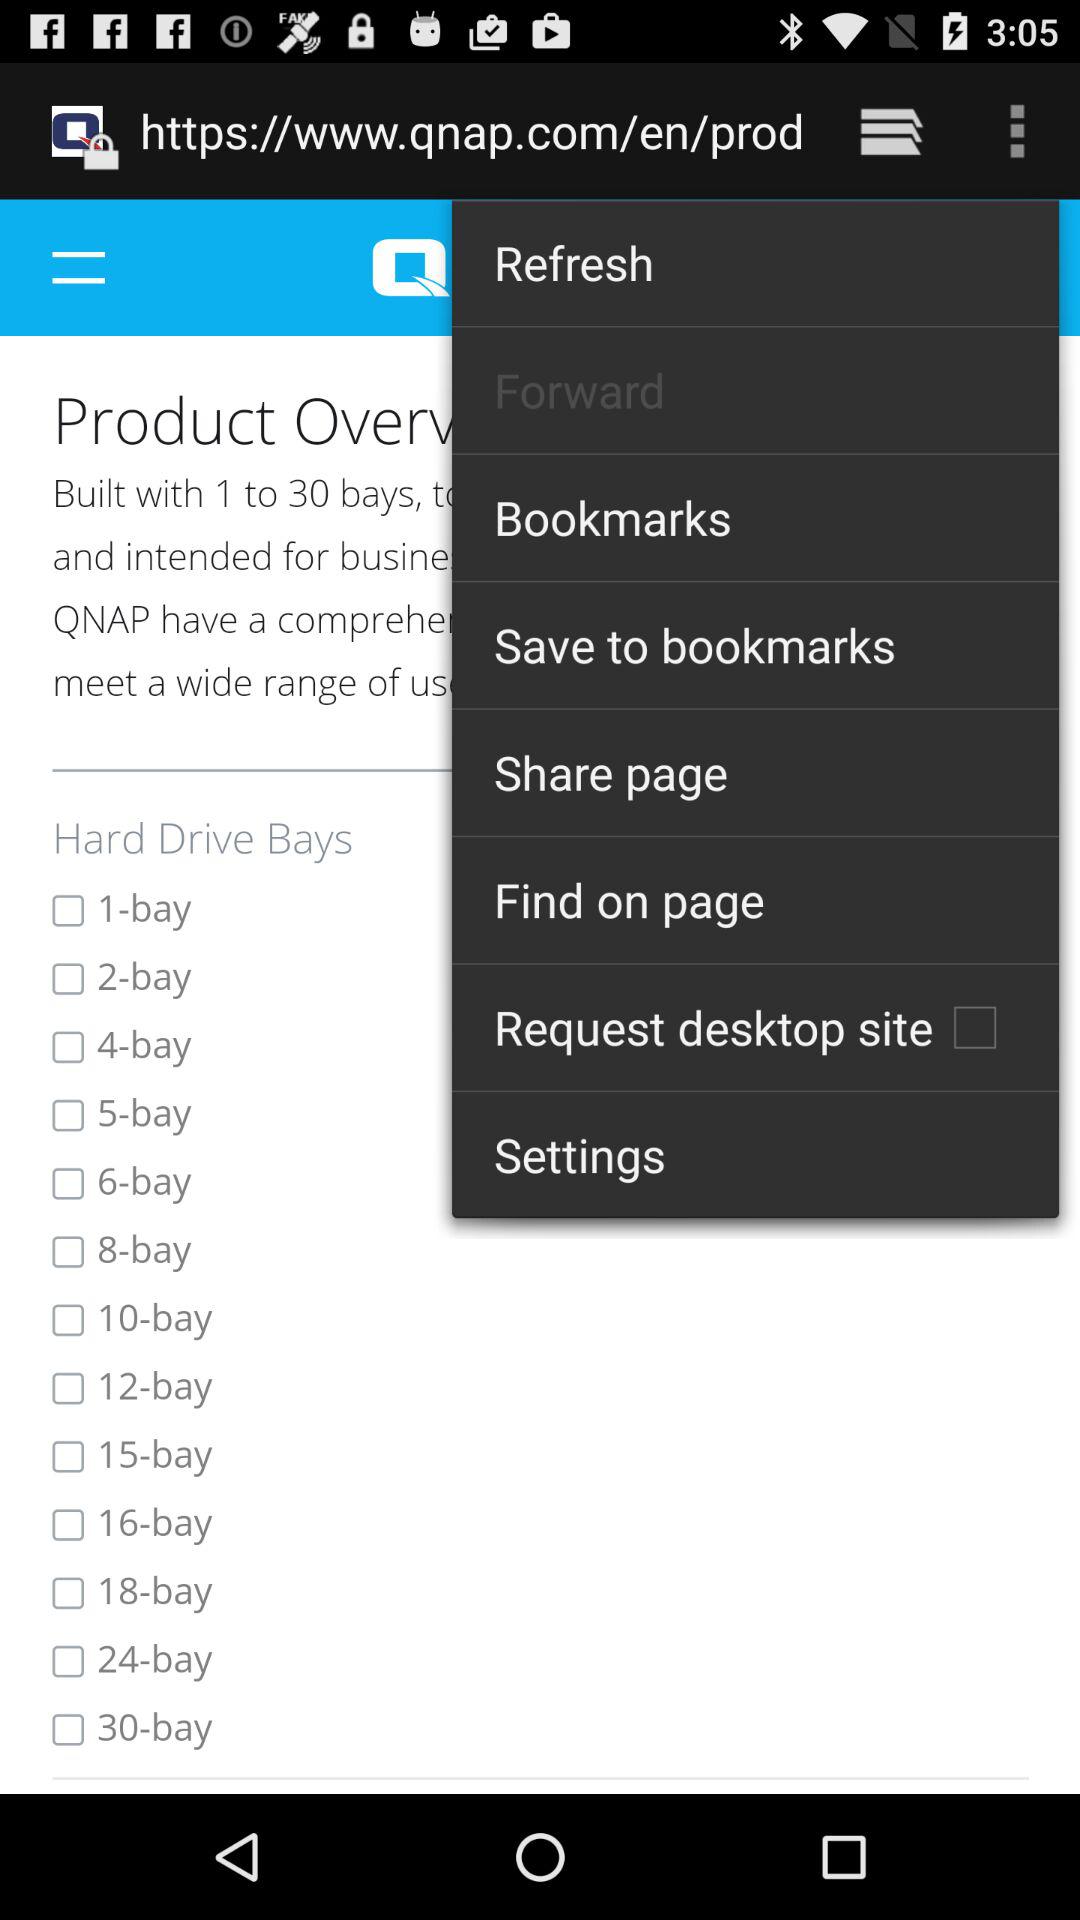 FAKE
3:05
https://www.qnap.com/en/prod
Refresh
Forward
Product Overv
Built with 1 to 30 bays, to
Bookmarks
and intended for busines
QNAP have a comprehen
Save to bookmarks
meet a wide range of use
Share page
Hard Drive Bays
Find on page
1-bay
2-bay
Request desktop site
4-bay
5-bay
Settings
6-bay
8-bay
10-bay
12-bay
15-bay
16-bay
18-bay
24-bay
30-bay